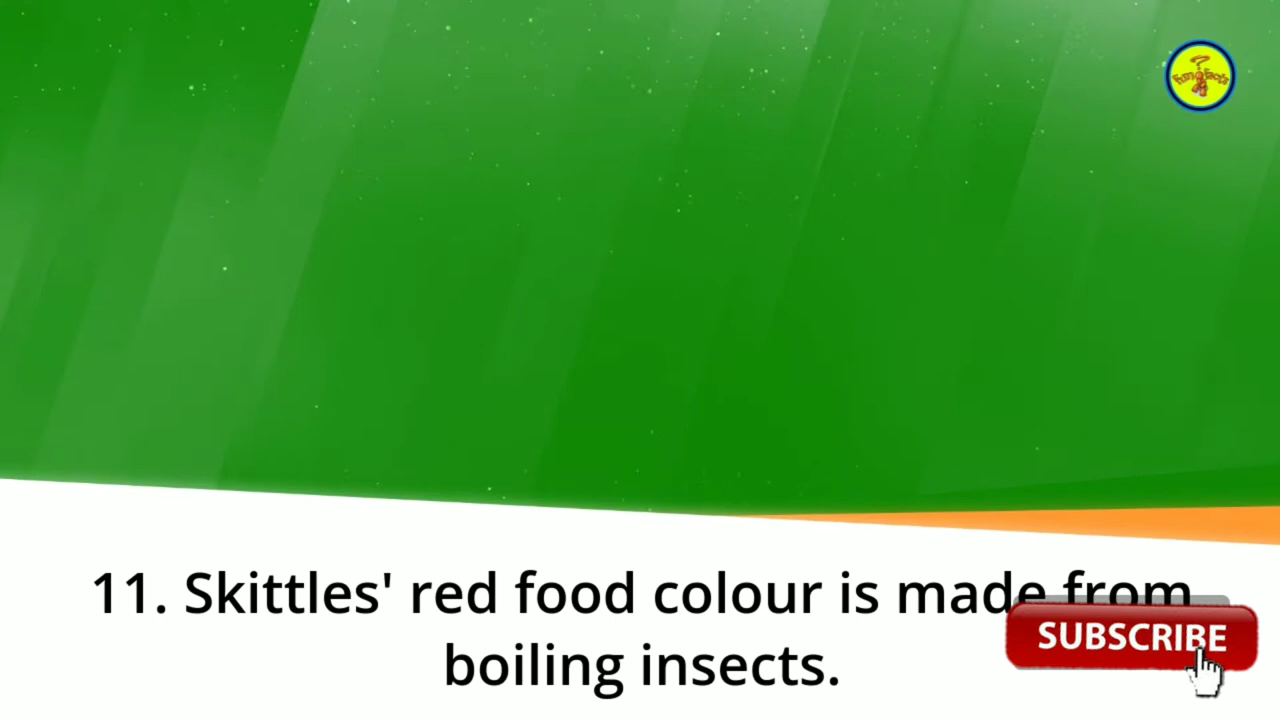 11. Skittles' red food colour is made from
boiling insects.
SUBSCRIBE